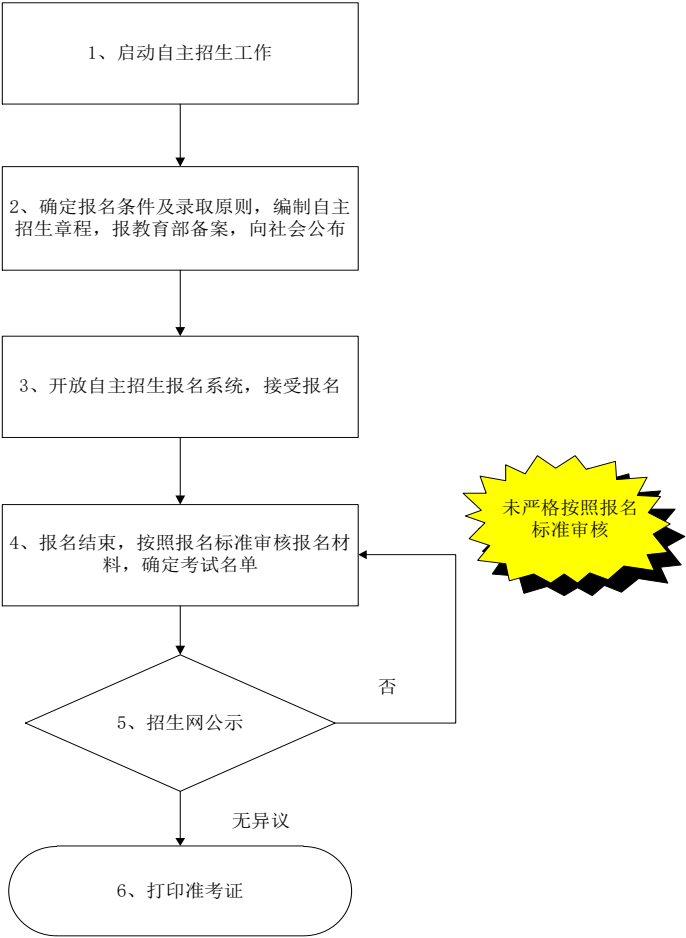 1、启动自主招生工作
2、确定报名条件及录取原则，编制自主
招生章程，报教育部备案，向社会公布
3、开放自主招生报名系统，接受报名
未严格按照报名
标准审核
4、报名结束，按照报名标准审核报名材
料，确定考试名单
否
5、招生网公示
无异议
6、打印准考证